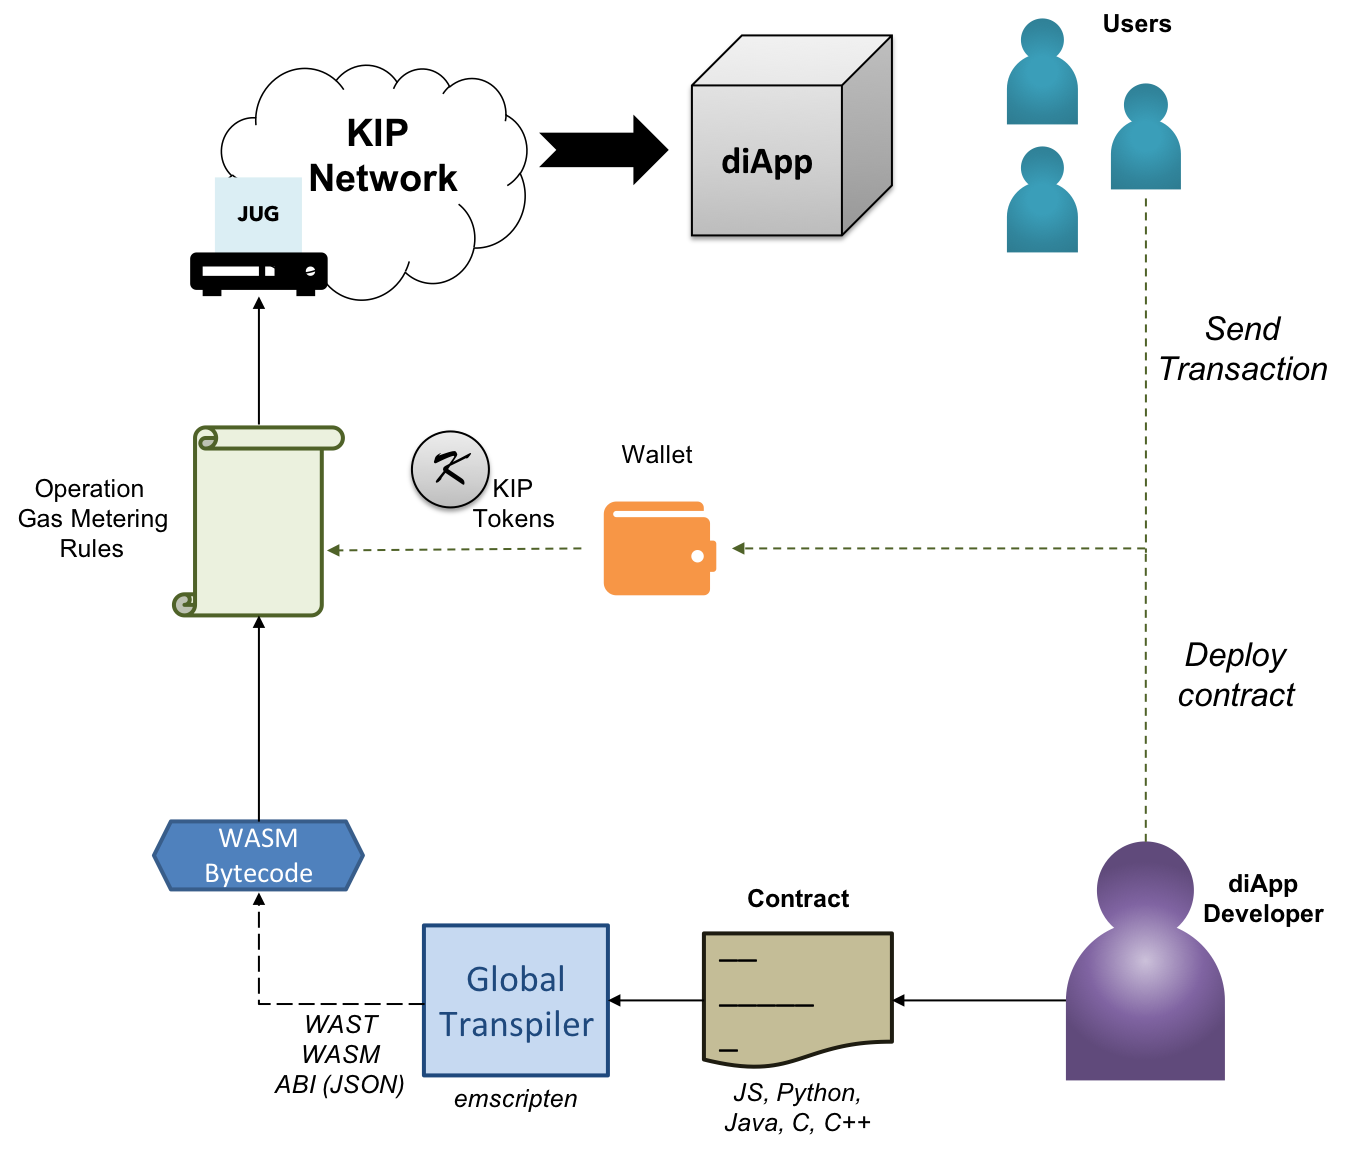 Users
KIP
Network
diApp
JUG
Send
Transaction
Wallet
K
KIP
Tokens
Operation
Gas Metering
Rules
Deploy
contract
WASM
Bytecode
Contract
diApp
Developer
Global
Transpiler
WAST
WASM
ABI (JSON)
emscripten
JS, Python,
Java, C, C++